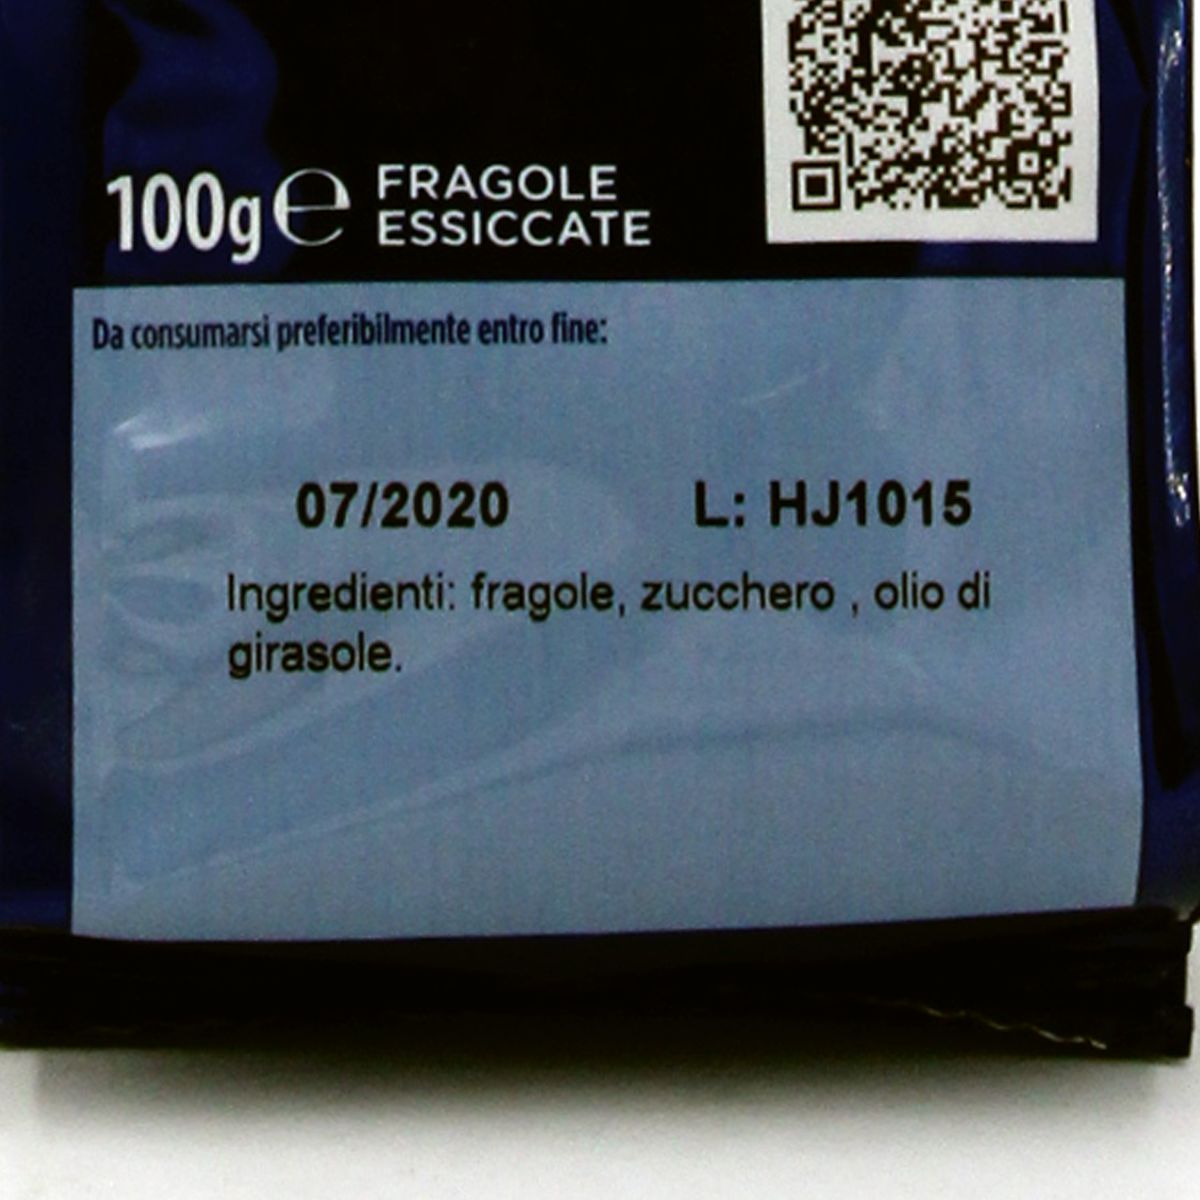 100g ℮ FRAGOLE
ESSICCATE
Da consumarsi preferibilmente entro fine:
07/2020 L: HJ1015
Ingredienti: fragole, zucchero , olio di
girasole.